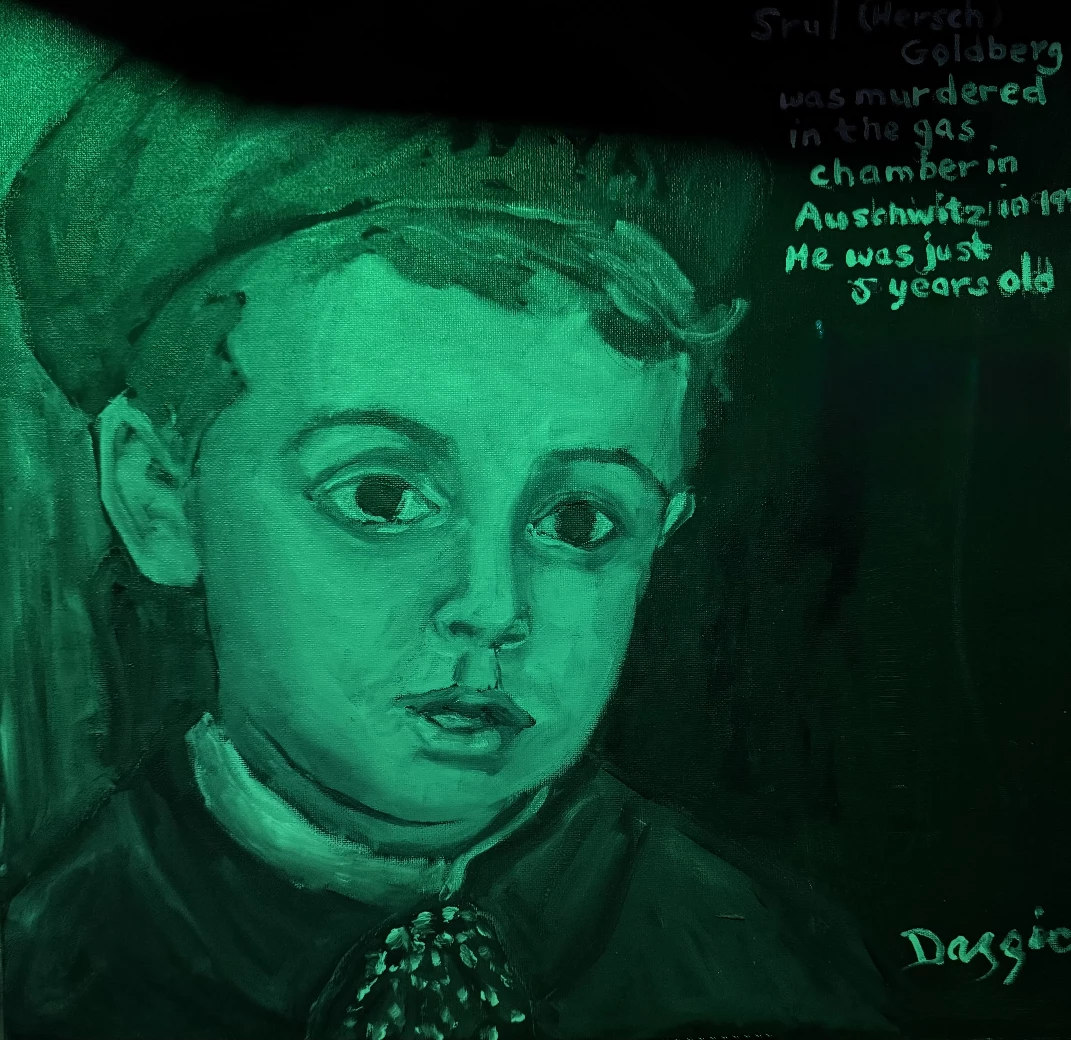 Srul (Hersch)
Goldberg
was murdered
in the gas
chamber in
Auschwitz in
He was just
5 years old